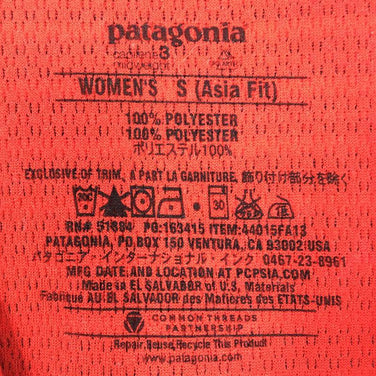 patagonia
capilene 3
midweight
WOMEN'S S (Asia Fit)
100% POLYESTER
100% POLYESTER
ポリエステル100%
EXCLUSIVE OF TRIM, A PART LA GARNITURE, 飾り付け部分を除く
30 低
RN# 51884 PO:163415 ITEM:44015FA13
PATAGONIA, PO BOX 150 VENTURA, CA 93002 USA
パタゴニア・インターナショナル・インク 0467-23-8961
MFG DATE AND LOCATION AT PCPSIA.COM
Made in EL SALVADOR of U.S. Materials
Fabriqué AU EL SALVADOR des Matières des ETATS-UNIS
COMMON THREADS
PARTNERSHIP
Repair,Reuse,Recycle This Product
www.patagonia.com